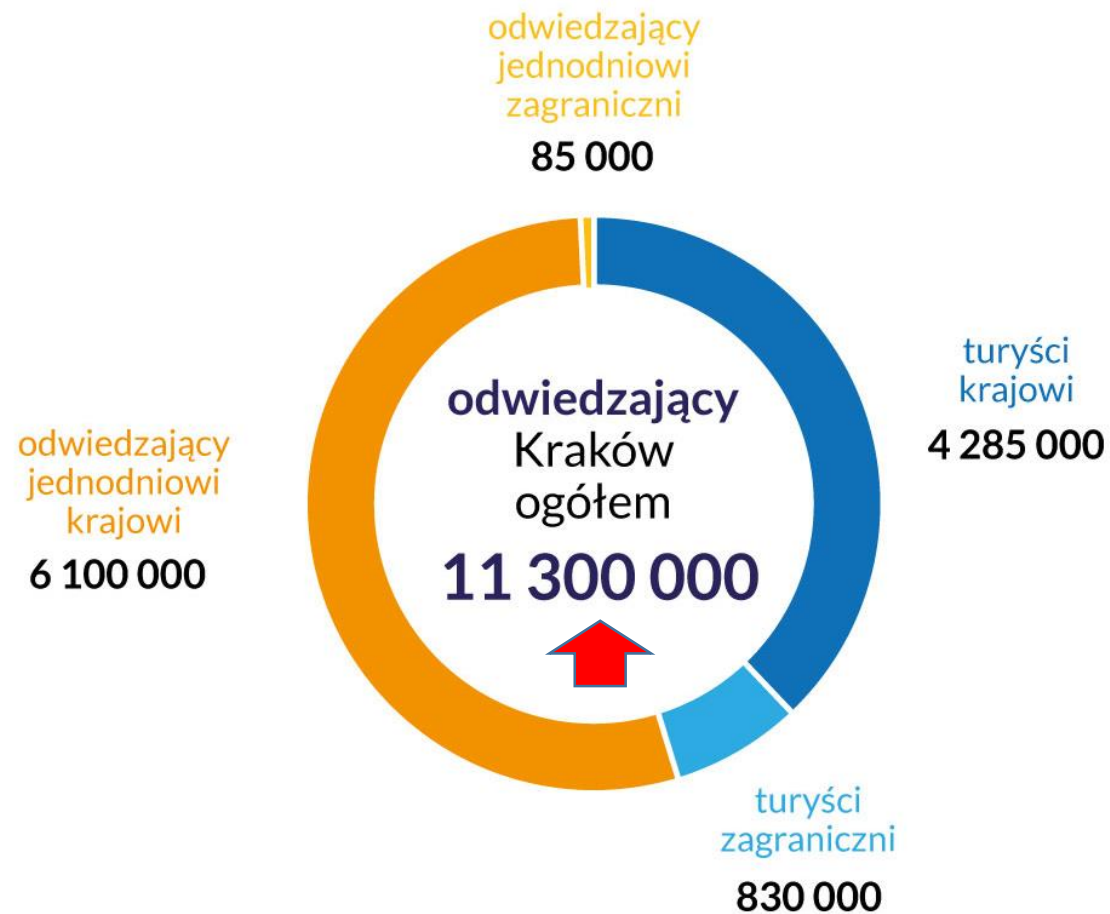 odwiedzający
jednodniowi
zagraniczni
85 000
turyści
krajowi
4 285 000
odwiedzający
Kraków
ogółem
11 300 000
odwiedzający
jednodniowi
krajowi
6 100 000
turyści
zagraniczni
830 000